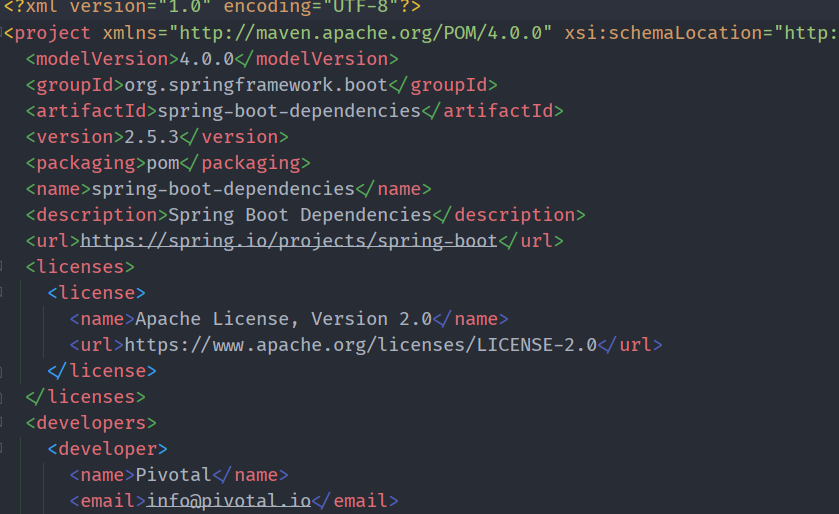 <?xml version="1.0" encoding="UTF-8"?>
<project xmlns="http://maven.apache.org/POM/4.0.0" xsi:schemaLocation="http:
<modelVersion>4.0.0</modelVersion>
<groupId>org.springframework.boot</groupId>
<artifactId>spring-boot-dependencies</artifactId>
<version>2.5.3</version>
<packaging>pom</packaging>
<name>spring-boot-dependencies</name>
<description>Spring Boot Dependencies</description>
<url>https://spring.io/projects/spring-boot</url>
<licenses>
<license>
<name>Apache License, Version 2.0</name>
<url>https://www.apache.org/licenses/LICENSE-2.0</url>
</license>
</licenses>
<developers>
<developer>
<name>Pivotal</name>
<email>info@pivotal.io</email>